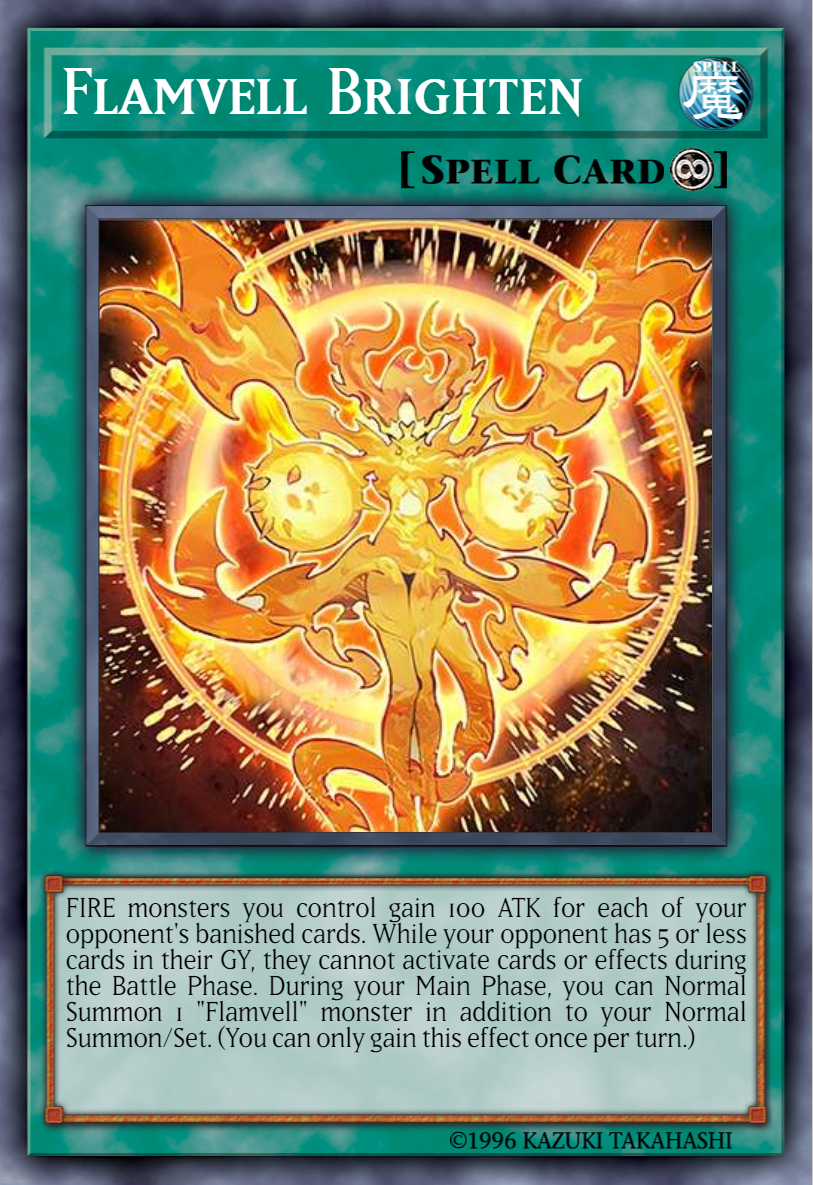 Flamvell Brighten
SPELL
魔
[Spell Card]
FIRE monsters you control gain 100 ATK for each of your
opponent's banished cards. While your opponent has 5 or less
cards in their GY, they cannot activate cards or effects during
the Battle Phase. During your Main Phase, you can Normal
Summon 1 "Flamvell" monster in addition to your Normal
Summon/Set. (You can only gain this effect once per turn.)
©1996 KAZUKI TAKAHASHI